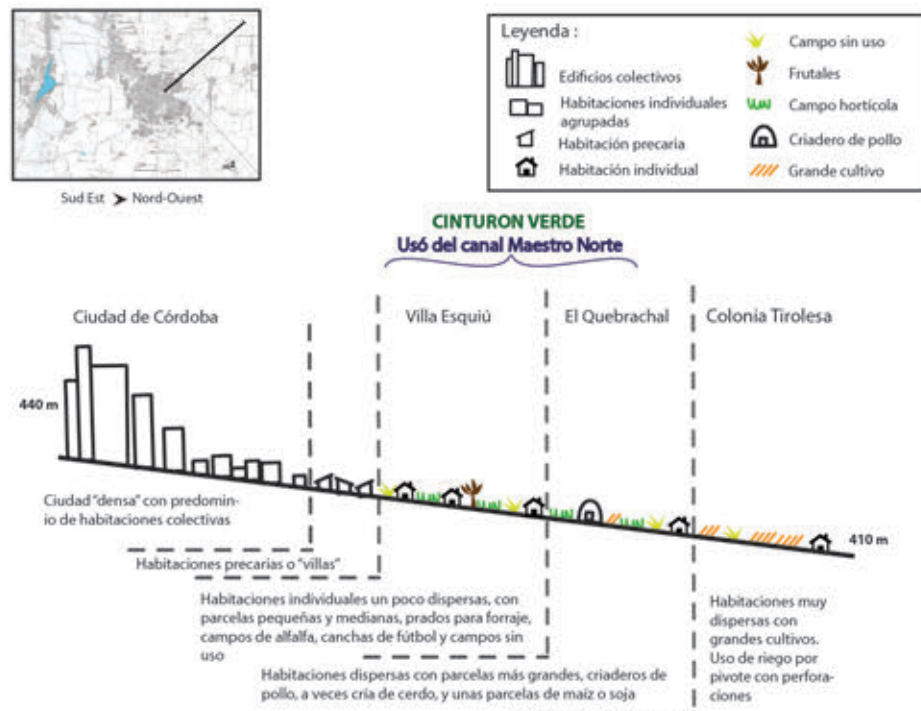 Leyenda :
Edificios colectivos
Habitaciones individuales
agrupadas
Habitación precaria
Habitación individual
Campo sin uso
Frutales
Campo hortícola
Criadero de pollo
Grande cultivo
Sud Est ➤ Nord-Ouest
CINTURON VERDE
Usó del canal Maestro Norte
Ciudad de Córdoba
Villa Esquiú
El Quebrachal
Colonia Tirolesa
440 m
410 m
Ciudad "densa" con predomin-
io de habitaciones colectivas
Habitaciones precarias o "villas"
Habitaciones individuales un poco dispersas, con
parcelas pequeñas y medianas, prados para forraje,
campos de alfalfa, canchas de fútbol y campos sin
uso
Habitaciones dispersas con parcelas más grandes, criaderos de
pollo, a veces cría de cerdo, y unas parcelas de maíz o soja
Habitaciones muy
dispersas con
grandes cultivos.
Uso de riego por
pivote con perfora-
ciones